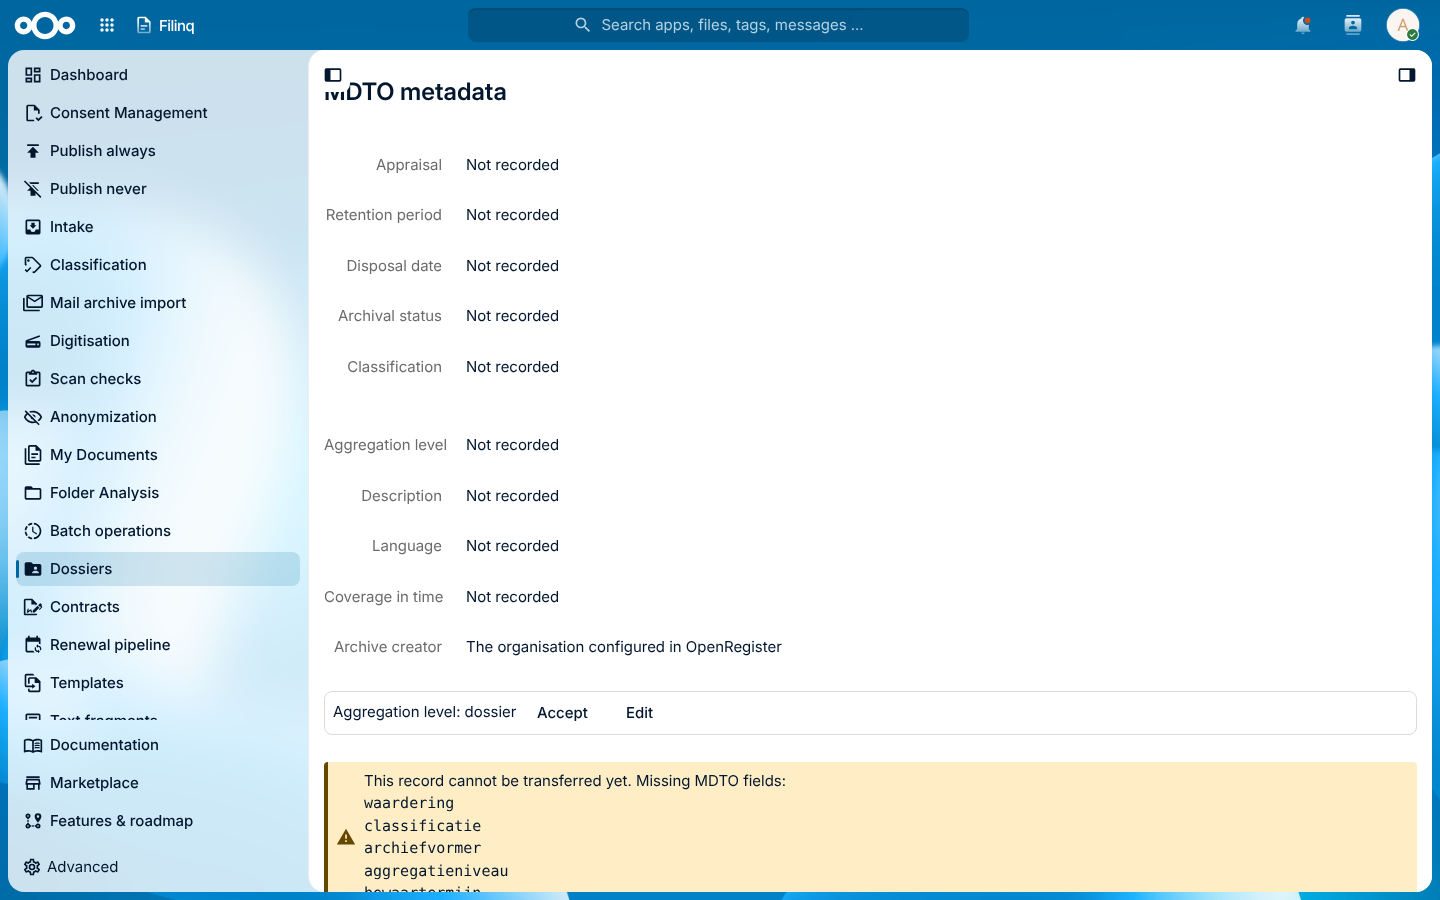 Filinq
Search apps, files, tags, messages ...
A
Dashboard
Consent Management
Publish always
Publish never
Intake
Classification
Mail archive import
Digitisation
Scan checks
Anonymization
My Documents
Folder Analysis
Batch operations
Dossiers
Contracts
Renewal pipeline
Templates
Text fragments
Documentation
Marketplace
Features & roadmap
Advanced
MDTO metadata
Appraisal Not recorded
Retention period Not recorded
Disposal date Not recorded
Archival status Not recorded
Classification Not recorded
Aggregation level Not recorded
Description Not recorded
Language Not recorded
Coverage in time Not recorded
Archive creator The organisation configured in OpenRegister
Aggregation level: dossier Accept Edit
This record cannot be transferred yet. Missing MDTO fields:
waardering
classificatie
archiefvormer
aggregatieniveau
bewaartermijn